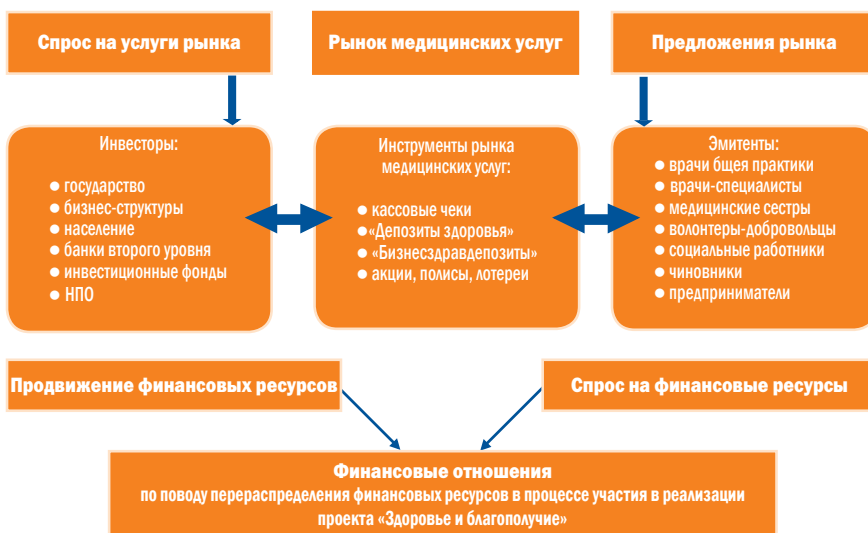 Спрос на услуги рынка
Рынок медицинских услуг
Предложения рынка
Инвесторы:
● государство
● бизнес-структуры
● население
● банки второго уровня
● инвестиционные фонды
● НПО
Инструменты рынка
медицинских услуг:
● кассовые чеки
●«Депозиты здоровья»
● «Бизнесздравдепозиты»
● акции, полисы, лотереи
Эмитенты:
● врачи бщея практики
● врачи-специалисты
● медицинские сестры
● волонтеры-добровольцы
● социальные работники
● чиновники
● предприниматели
Продвижение финансовых ресурсов
Спрос на финансовые ресурсы
Финансовые отношения
по поводу перераспределения финансовых ресурсов в процессе участия в реализации
проекта «Здоровье и благополучие»